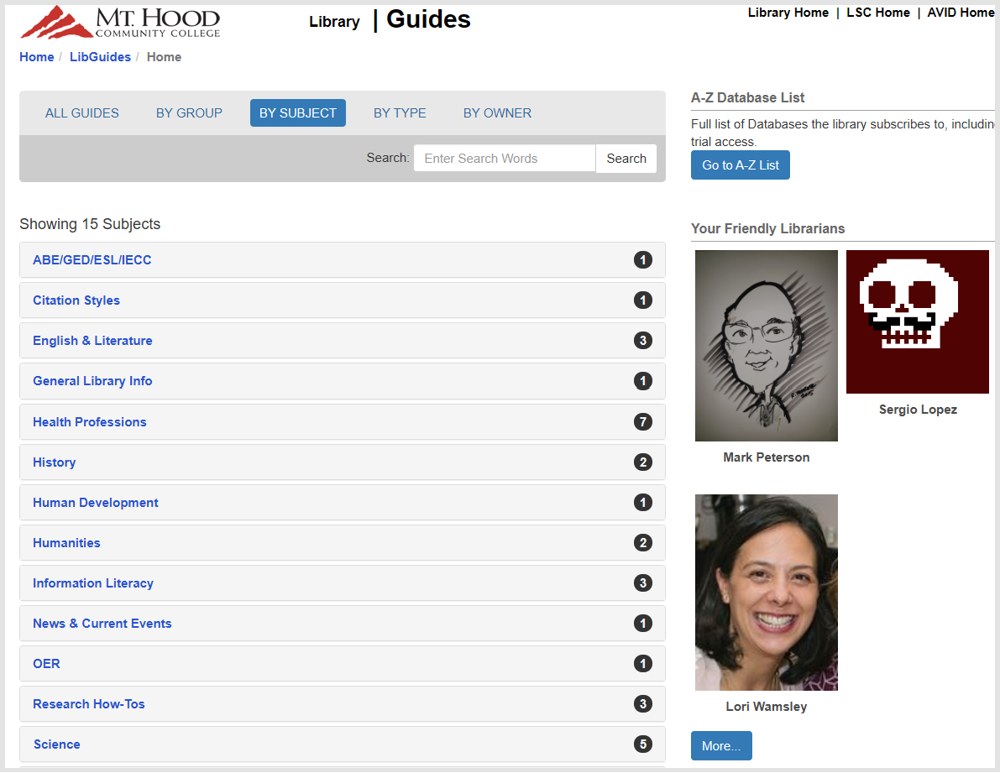 MT. HOOD
COMMUNITY COLLEGE
Library | Guides
Library Home | LSC Home | AVID Home
Home / LibGuides / Home
ALL GUIDES BY GROUP BY SUBJECT BY TYPE BY OWNER
Search: Enter Search Words Search
Showing 15 Subjects
ABE/GED/ESL/IECC 1
Citation Styles 1
English & Literature 3
General Library Info 1
Health Professions 7
History 2
Human Development 1
Humanities 2
Information Literacy 3
News & Current Events 1
OER 1
Research How-Tos 3
Science 5
A-Z Database List
Full list of Databases the library subscribes to, includin
trial access.
Go to A-Z List
Your Friendly Librarians
Mark Peterson
Sergio Lopez
Lori Wamsley
More...